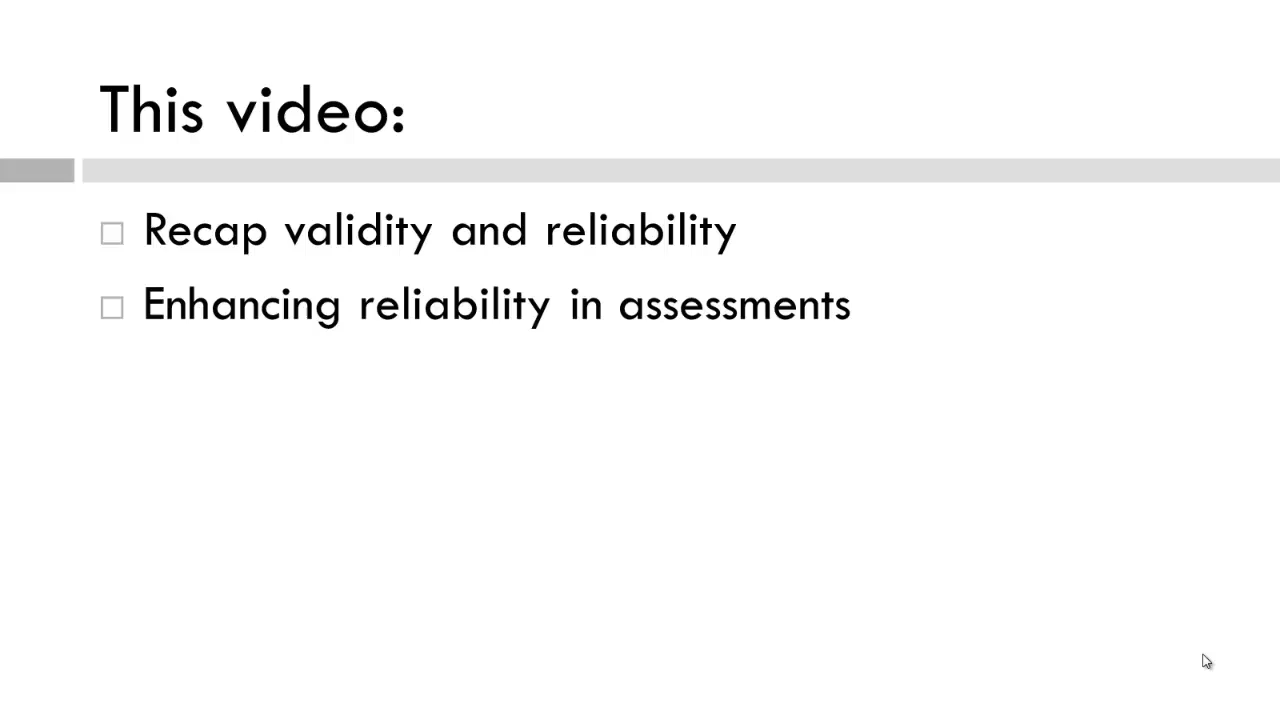 This video:
Recap validity and reliability
Enhancing reliability in assessments